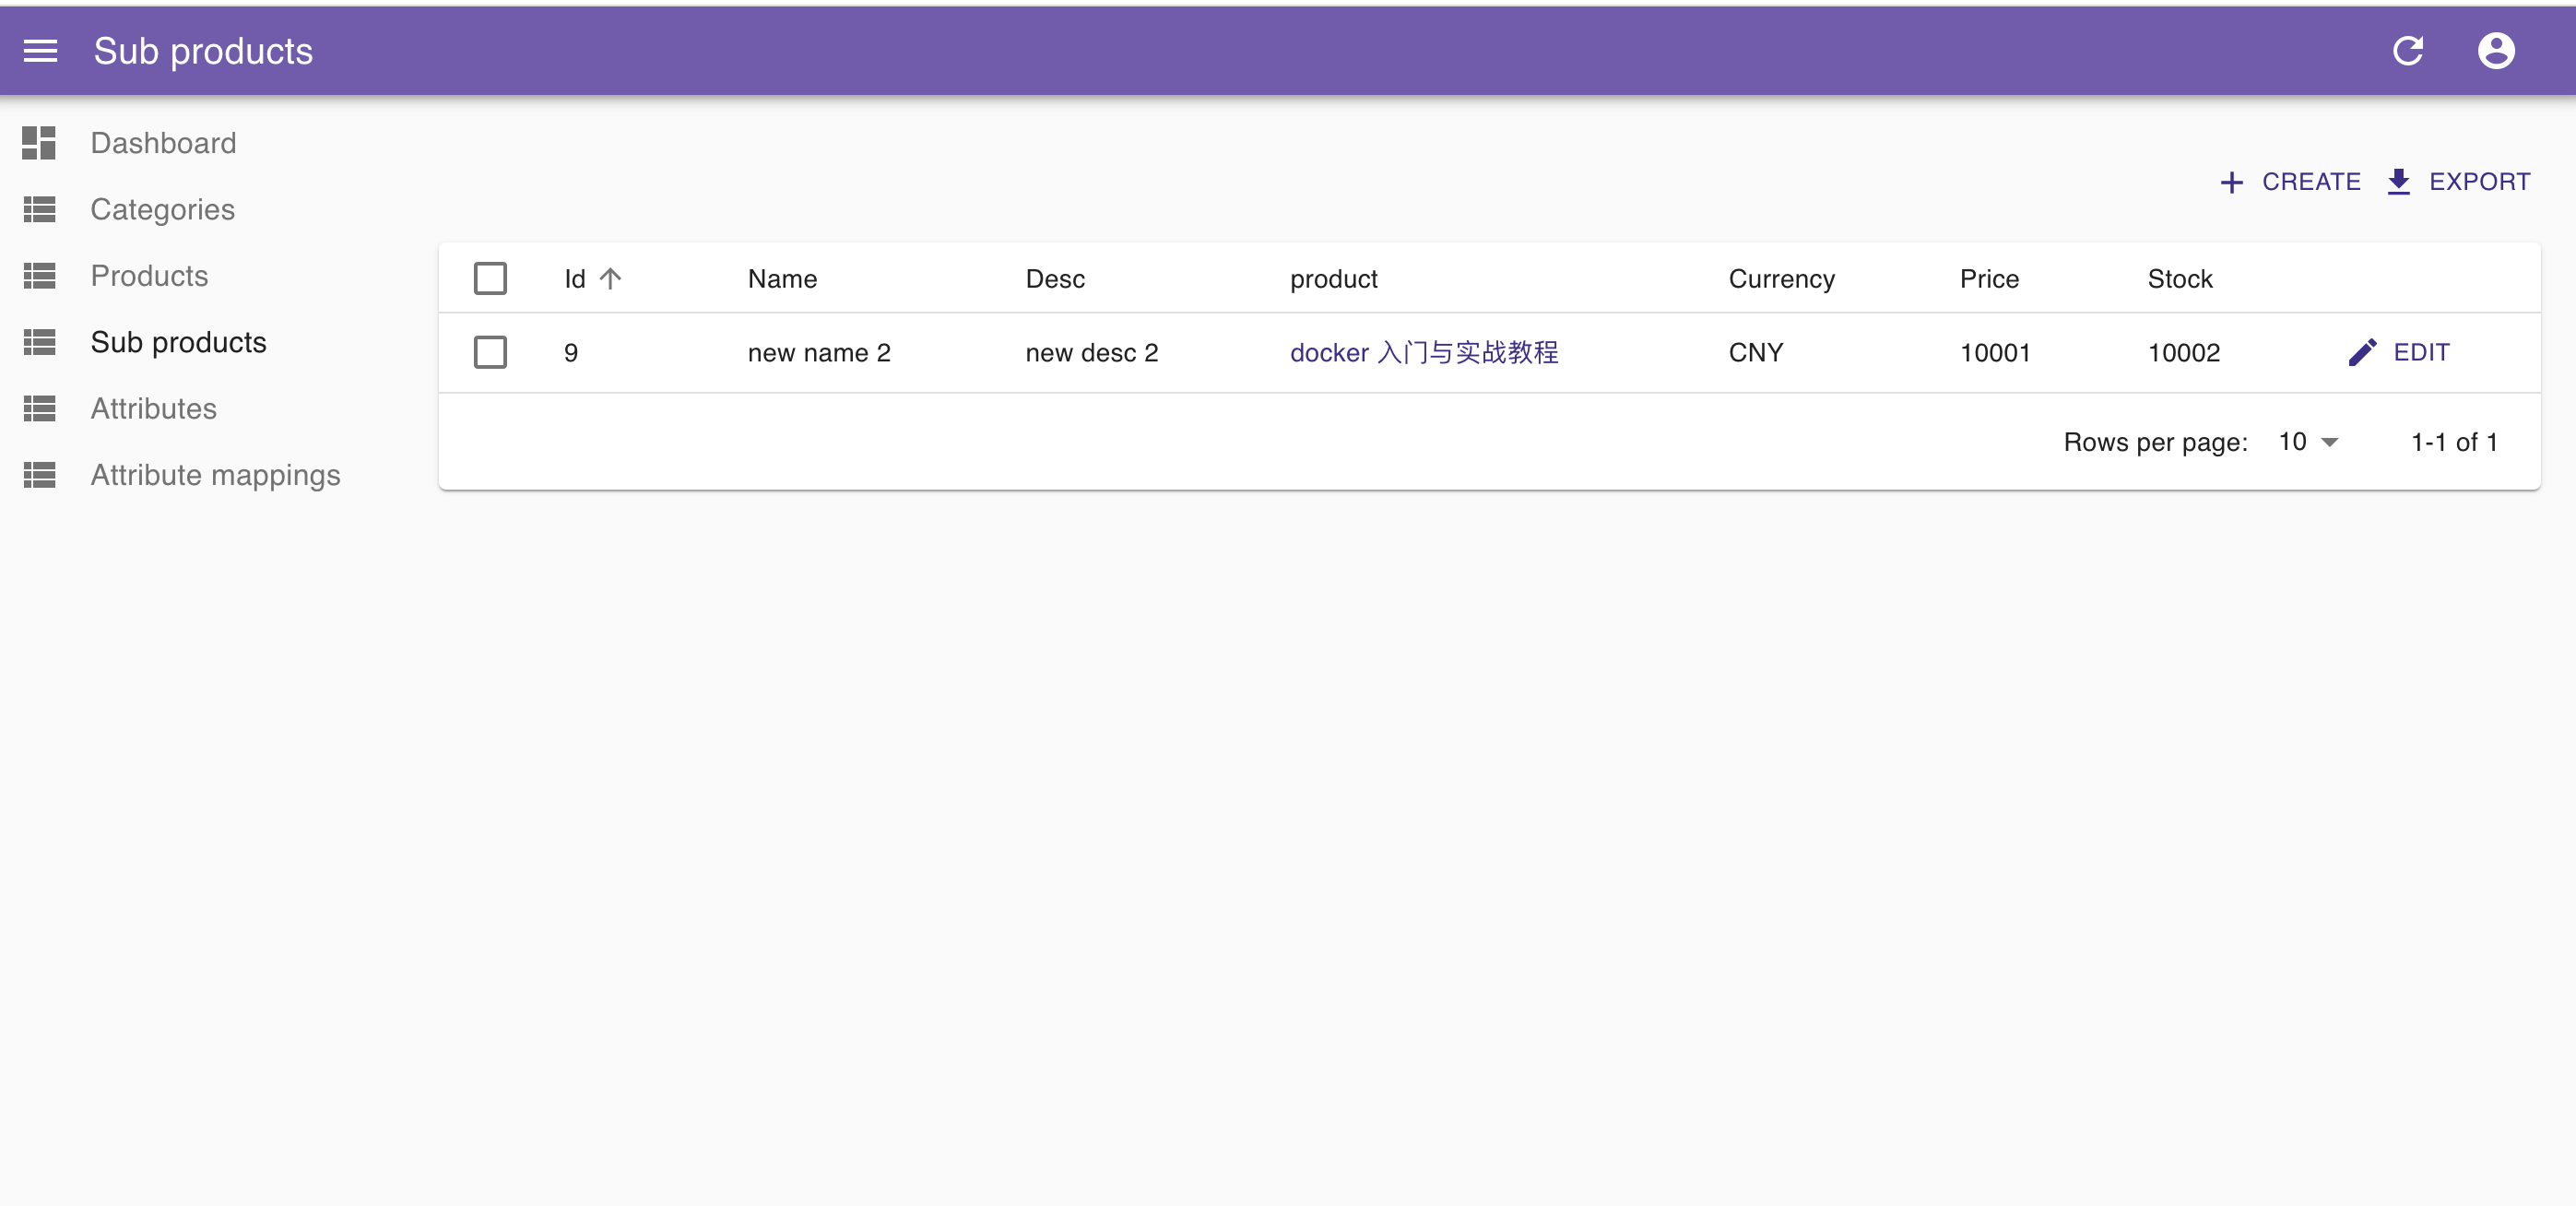 Sub products
Dashboard
Categories
Products
Sub products
Attributes
Attribute mappings
CREATE EXPORT
Id Name Desc product Currency Price Stock
9 new name 2 new desc 2 docker 入门与实战教程 CNY 10001 10002 EDIT
Rows per page: 10 1-1 of 1